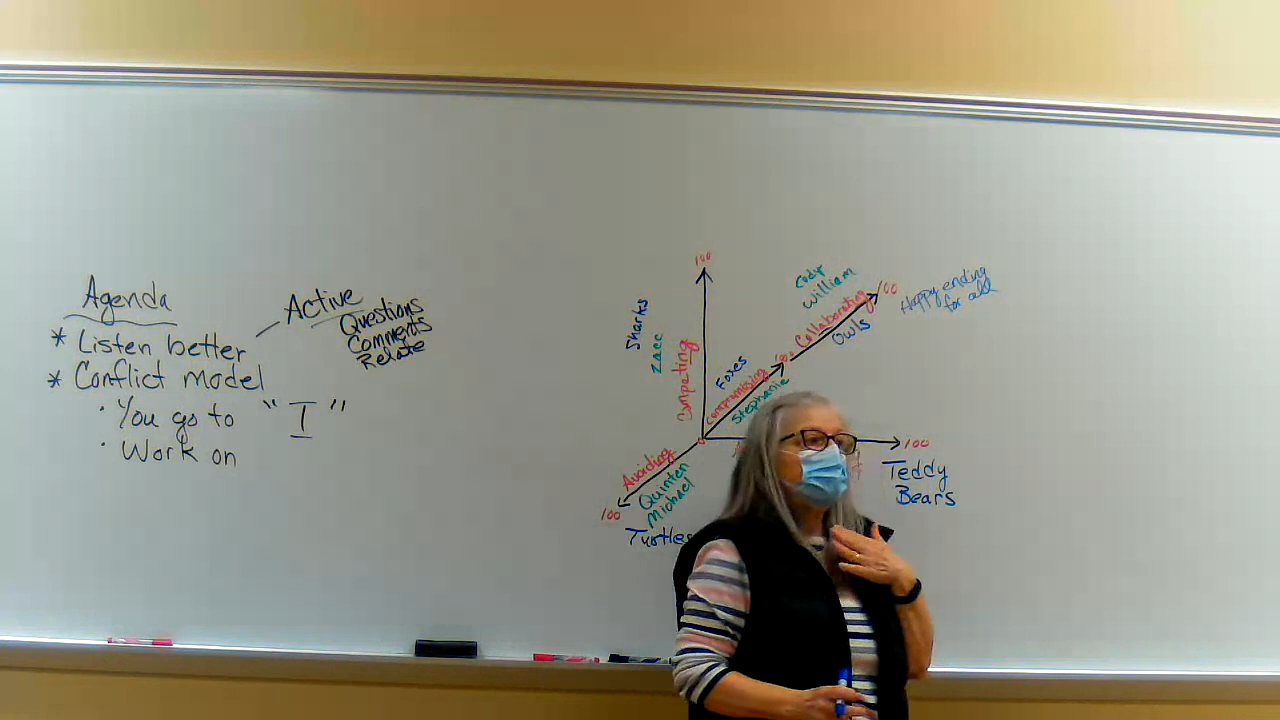 Agenda
* Listen better
* Conflict model
· You go to "I"
· Work on
Active
Questions
Comments
Relate
100
Sharks
Zacc
Competing
Foxes
Compromising
Stephanie
Cody
William
Collaborating
Owls
100
Happy ending
for all
100
Teddy
Bears
Avoiding
Quinten
Michael
100
Turtles